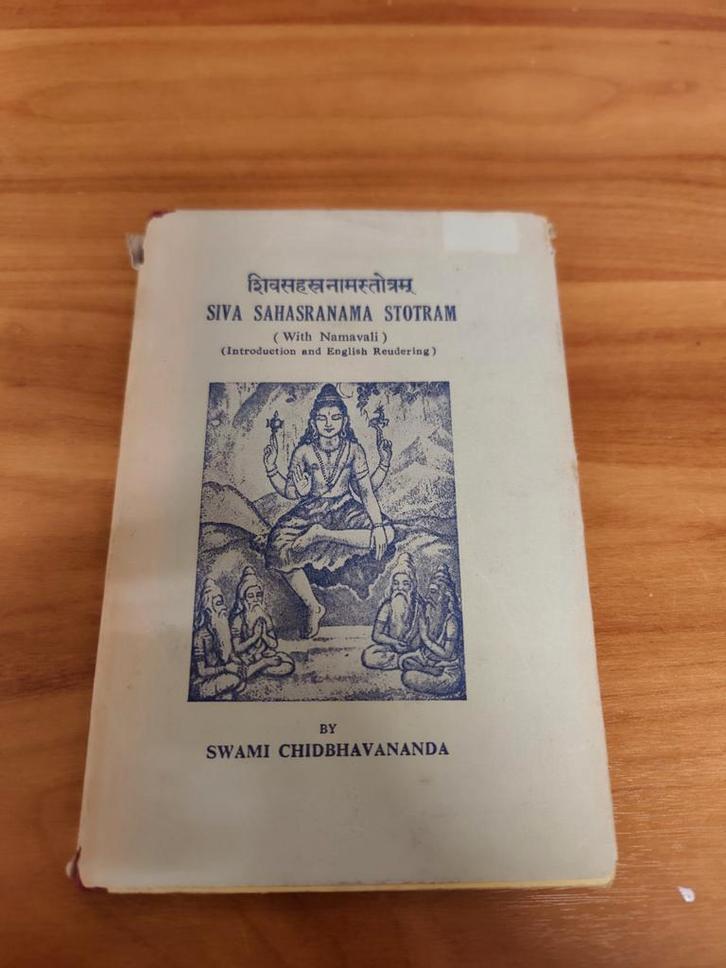 शिवसहस्रनामस्तोत्रम्
SIVA SAHASRANAMA STOTRAM
( With Namavali )
(Introduction and English Reudering )
BY
SWAMI CHIDBHAVANANDA